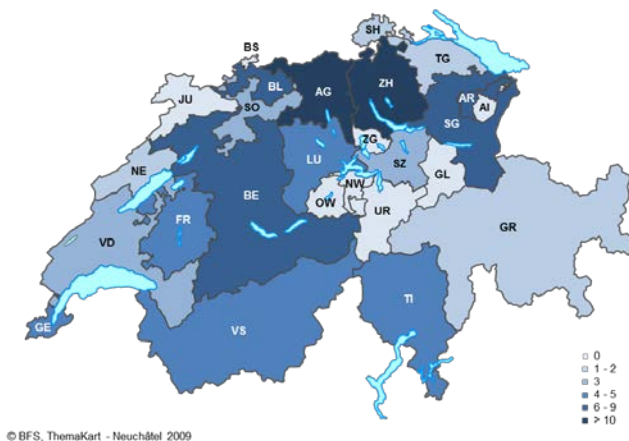 SH
BS
TG
BL
ZH
AG
AR
JU
SO
AI
SG
ZG
NE
LU
SZ
GL
NW
BE
OW
FR
UR
GR
VD
TI
GE
VS
0
1 - 2
3
4 - 5
6 - 9
> 10
© BFS, ThemaKart - Neuchâtel 2009